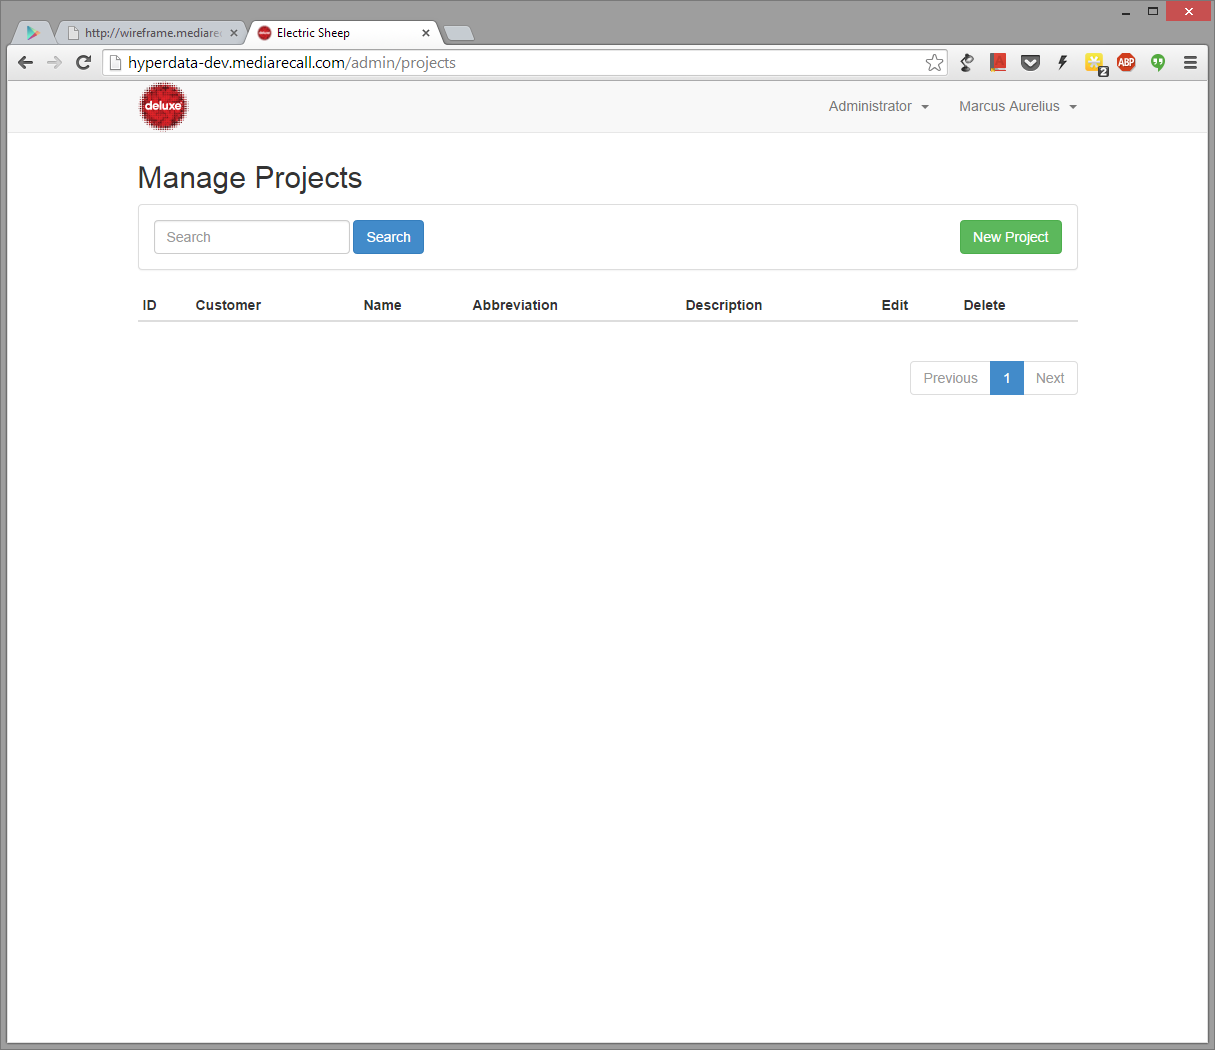 http://wireframe.mediarec
Electric Sheep
hyperdata-dev.mediarecall.com/admin/projects
2
ABP
deluxe
Administrator
Marcus Aurelius
Manage Projects
Search
Search
New Project
ID Customer Name Abbreviation Description Edit Delete
Previous 1 Next